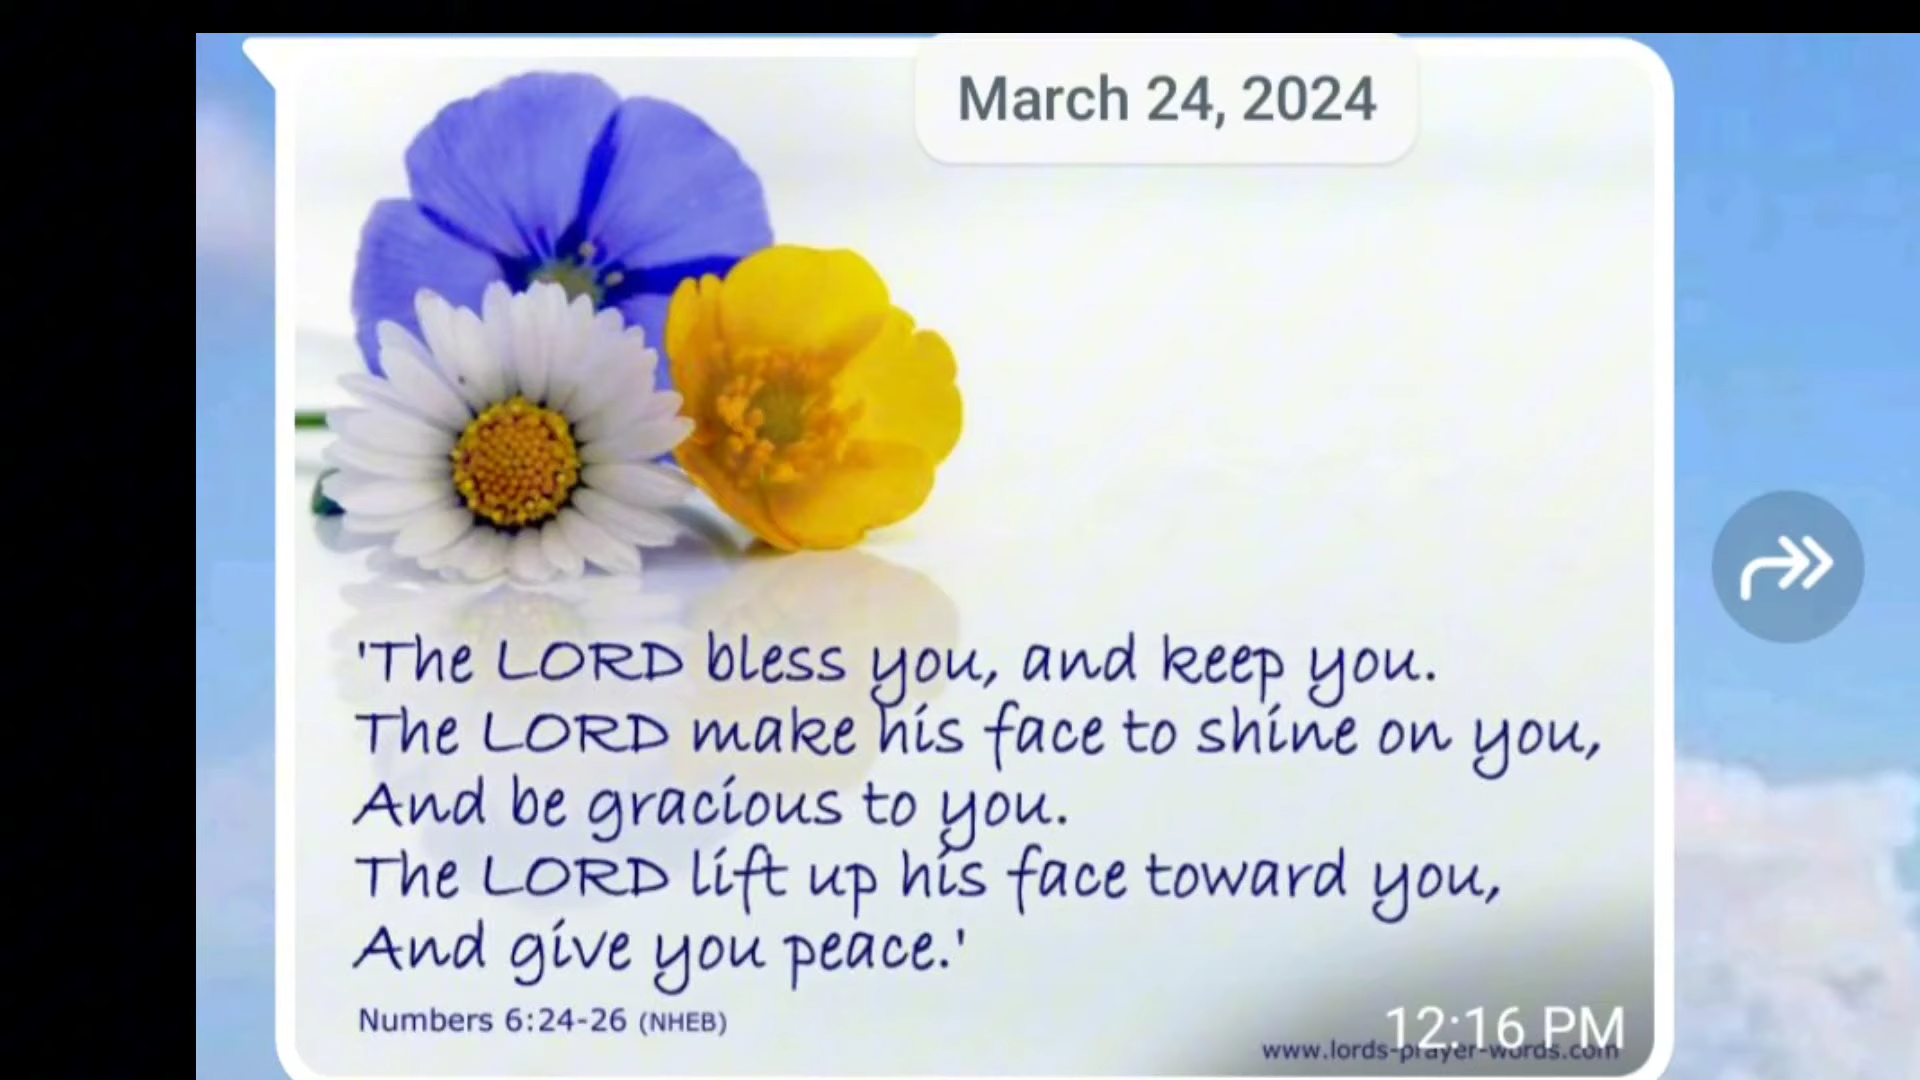 March 24, 2024
'The LORD bless you, and keep you.
The LORD make his face to shine on you,
And be gracious to you.
The LORD lift up his face toward you,
And give you peace.'
Numbers 6:24-26 (NHEB)
12:16 PM
www.lords-prayer-words.com